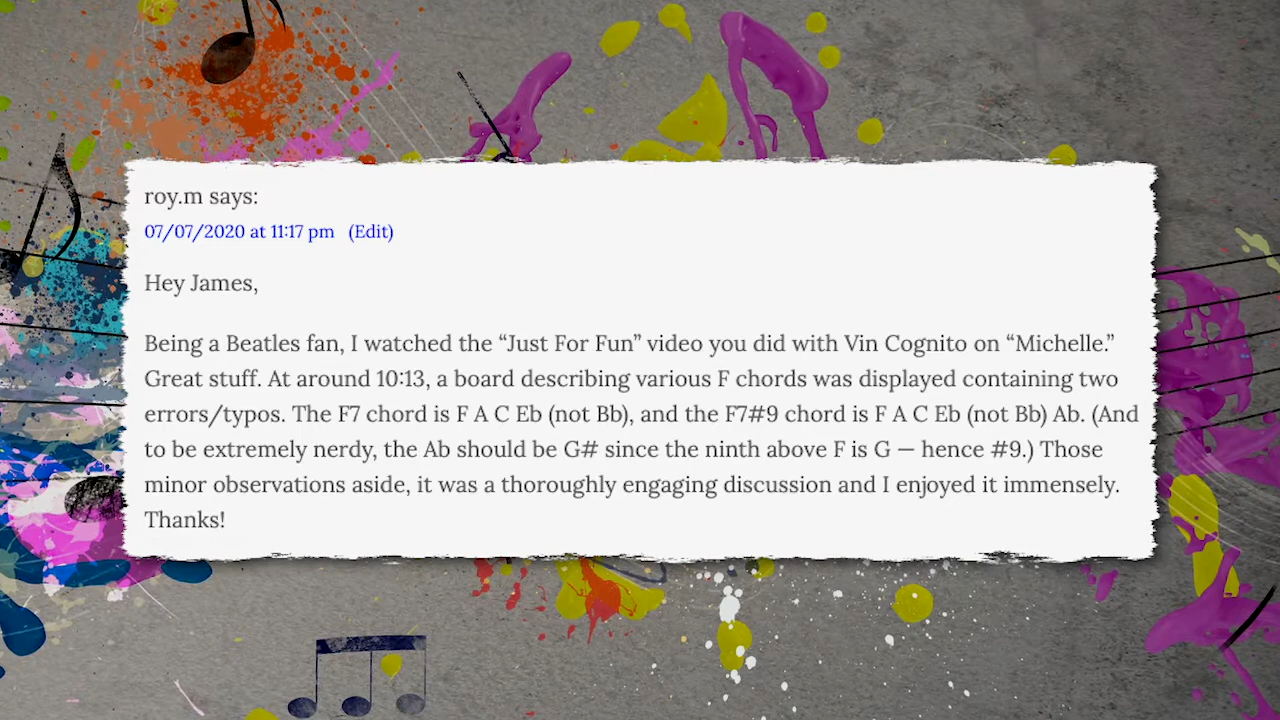 roy.m says:
07/07/2020 at 11:17 pm (Edit)
Hey James,
Being a Beatles fan, I watched the “Just For Fun” video you did with Vin Cognito on “Michelle.”
Great stuff. At around 10:13, a board describing various F chords was displayed containing two
errors/typos. The F7 chord is F A C Eb (not Bb), and the F7#9 chord is F A C Eb (not Bb) Ab. (And
to be extremely nerdy, the Ab should be G# since the ninth above F is G — hence #9.) Those
minor observations aside, it was a thoroughly engaging discussion and I enjoyed it immensely.
Thanks!